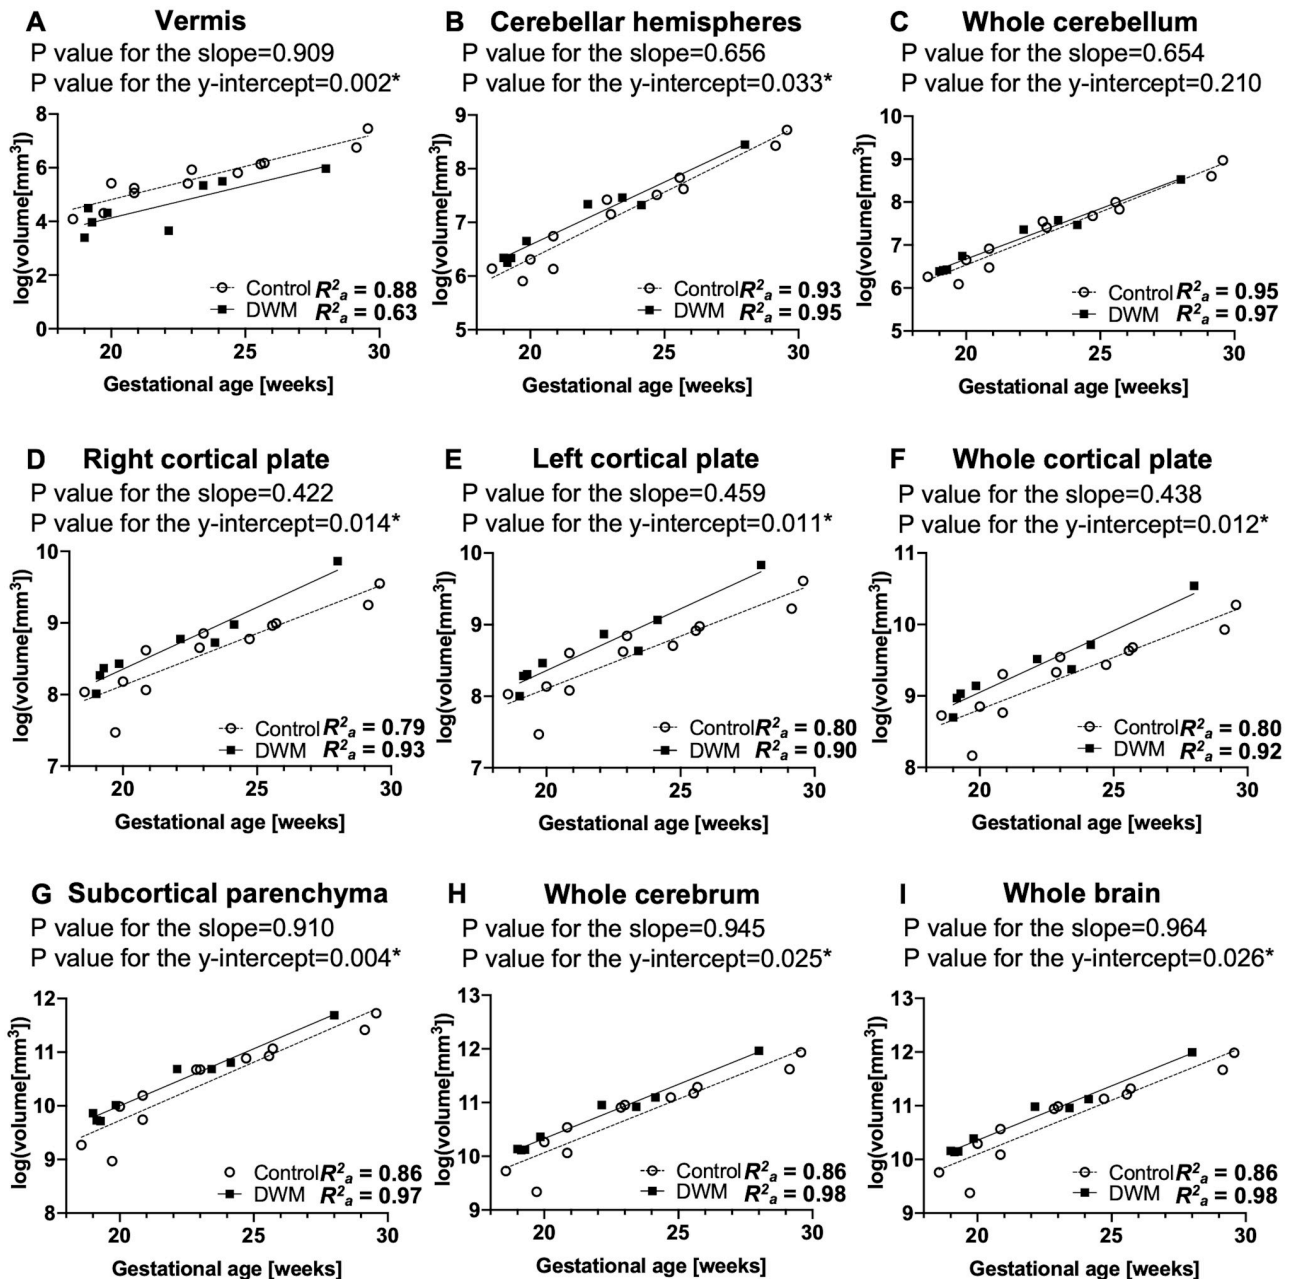 A Vermis
P value for the slope=0.909
P value for the y-intercept=0.002*
log(volume[mm³])
8
6
4
2
0
Control R²ₐ = 0.88
DWM R²ₐ = 0.63
20 25 30
Gestational age [weeks]
B Cerebellar hemispheres
P value for the slope=0.656
P value for the y-intercept=0.033*
log(volume[mm³])
9
8
7
6
5
Control R²ₐ = 0.93
DWM R²ₐ = 0.95
20 25 30
Gestational age [weeks]
C Whole cerebellum
P value for the slope=0.654
P value for the y-intercept=0.210
log(volume[mm³])
10
9
8
7
6
5
Control R²ₐ = 0.95
DWM R²ₐ = 0.97
20 25 30
Gestational age [weeks]
D Right cortical plate
P value for the slope=0.422
P value for the y-intercept=0.014*
log(volume[mm³])
10
9
8
7
Control R²ₐ = 0.79
DWM R²ₐ = 0.93
20 25 30
Gestational age [weeks]
E Left cortical plate
P value for the slope=0.459
P value for the y-intercept=0.011*
log(volume[mm³])
10
9
8
7
Control R²ₐ = 0.80
DWM R²ₐ = 0.90
20 25 30
Gestational age [weeks]
F Whole cortical plate
P value for the slope=0.438
P value for the y-intercept=0.012*
log(volume[mm³])
11
10
9
8
Control R²ₐ = 0.80
DWM R²ₐ = 0.92
20 25 30
Gestational age [weeks]
G Subcortical parenchyma
P value for the slope=0.910
P value for the y-intercept=0.004*
log(volume[mm³])
12
11
10
9
8
Control R²ₐ = 0.86
DWM R²ₐ = 0.97
20 25 30
Gestational age [weeks]
H Whole cerebrum
P value for the slope=0.945
P value for the y-intercept=0.025*
log(volume[mm³])
13
12
11
10
9
Control R²ₐ = 0.86
DWM R²ₐ = 0.98
20 25 30
Gestational age [weeks]
I Whole brain
P value for the slope=0.964
P value for the y-intercept=0.026*
log(volume[mm³])
13
12
11
10
9
Control R²ₐ = 0.86
DWM R²ₐ = 0.98
20 25 30
Gestational age [weeks]